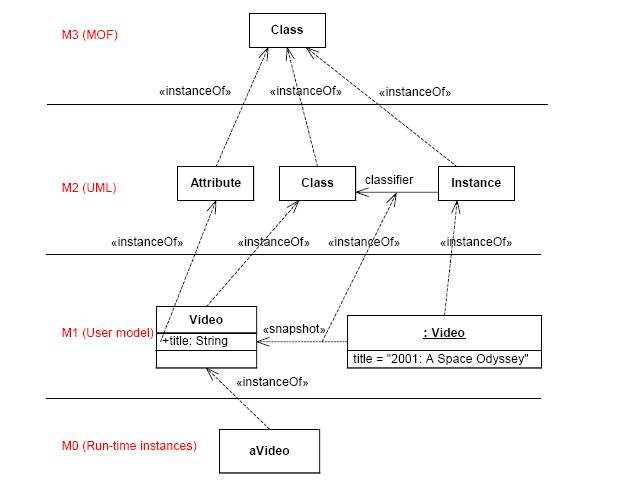 M3 (MOF)
Class
«instanceOf» «instanceOf» «instanceOf»
M2 (UML)
Attribute
Class
classifier
Instance
«instanceOf» «instanceOf» «instanceOf» «instanceOf»
M1 (User model)
Video
+title: String
«snapshot»
: Video
title = "2001: A Space Odyssey"
«instanceOf»
M0 (Run-time instances)
aVideo